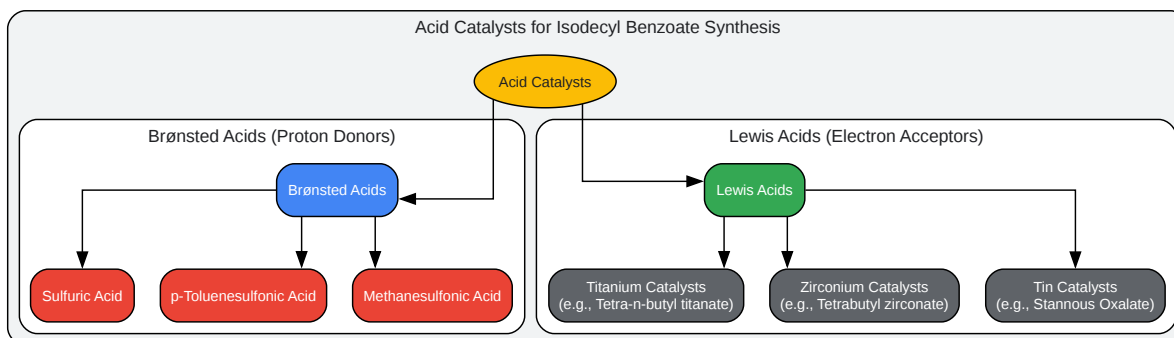 Acid Catalysts for Isodecyl Benzoate Synthesis
Acid Catalysts
Brønsted Acids (Proton Donors)
Lewis Acids (Electron Acceptors)
Brønsted Acids
Lewis Acids
Sulfuric Acid
p-Toluenesulfonic Acid
Methanesulfonic Acid
Titanium Catalysts
(e.g., Tetra-n-butyl titanate)
Zirconium Catalysts
(e.g., Tetrabutyl zirconate)
Tin Catalysts
(e.g., Stannous Oxalate)